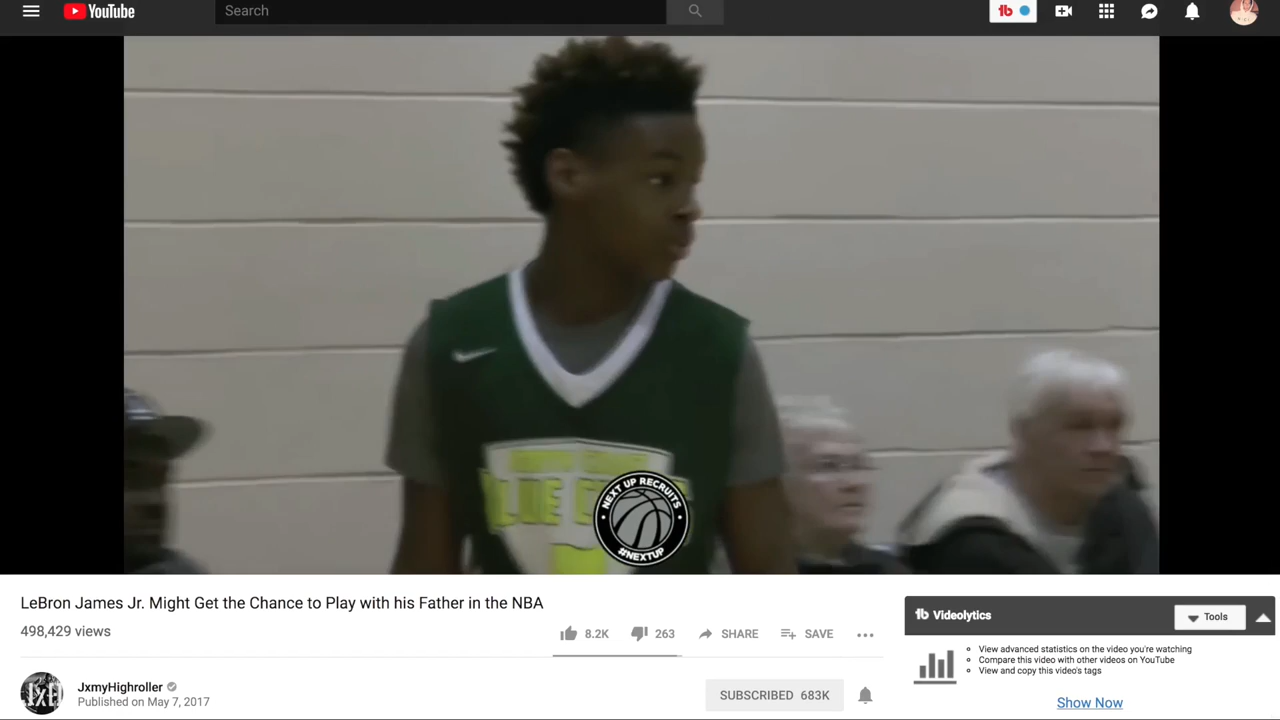 YouTube
Search
tb
NEXT UP RECRUITS
#NEXTUP
LeBron James Jr. Might Get the Chance to Play with his Father in the NBA
498,429 views
8.2K
263
SHARE
SAVE
JxmyHighroller
Published on May 7, 2017
SUBSCRIBED 683K
tb Videolytics
Tools
View advanced statistics on the video you're watching
Compare this video with other videos on YouTube
View and copy this video's tags
Show Now